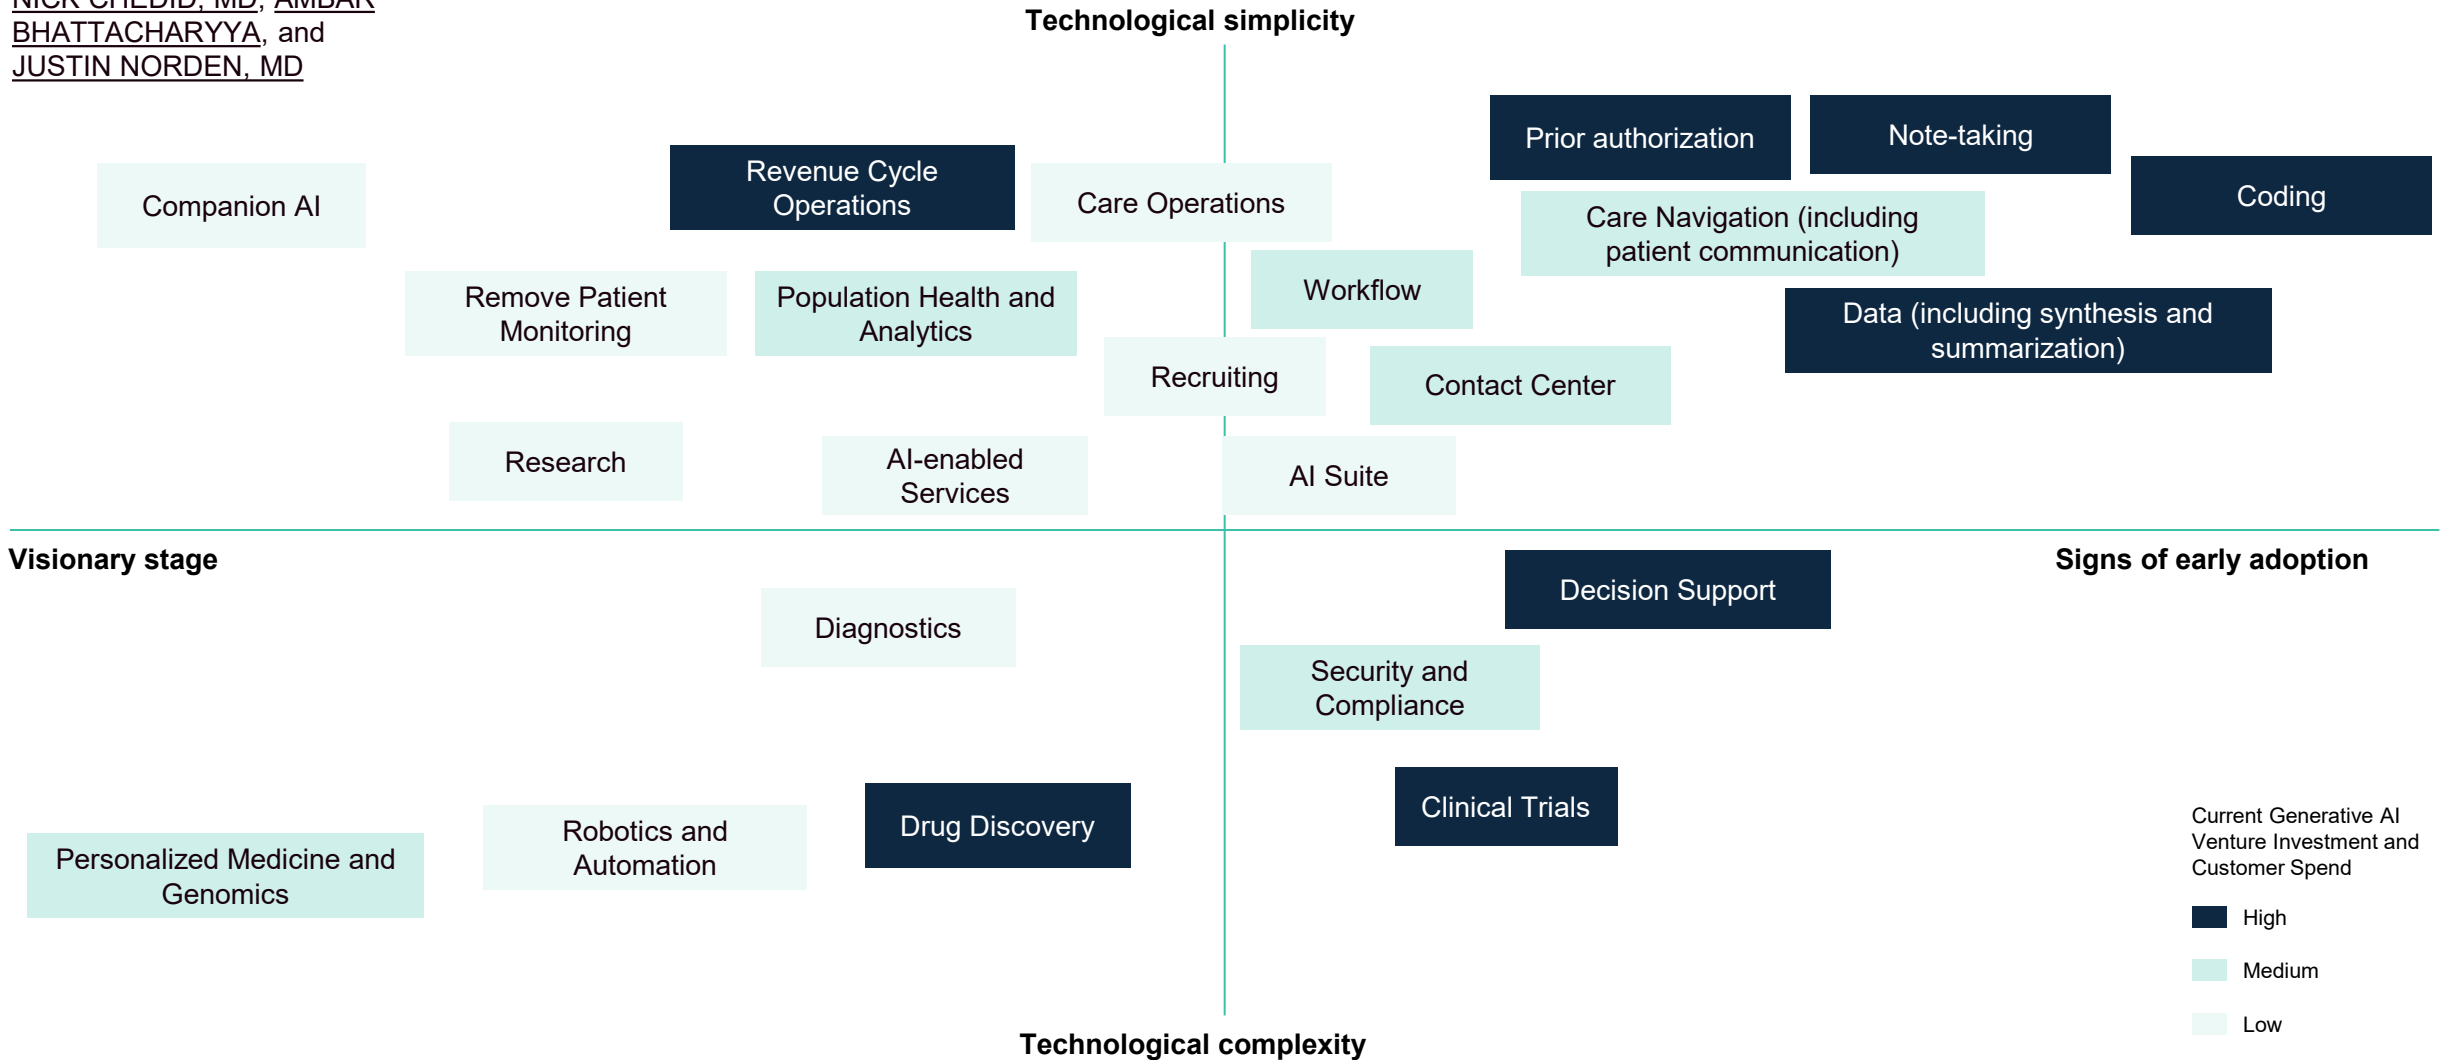 NICK CHEDID, MD, AMBAR
BHATTACHARYYA, and
JUSTIN NORDEN, MD
Technological simplicity
Prior authorization
Note-taking
Revenue Cycle
Operations
Coding
Companion AI
Care Operations
Care Navigation (including
patient communication)
Workflow
Remove Patient
Monitoring
Population Health and
Analytics
Data (including synthesis and
summarization)
Recruiting
Contact Center
Research
AI-enabled
Services
AI Suite
Visionary stage
Signs of early adoption
Decision Support
Diagnostics
Security and
Compliance
Clinical Trials
Drug Discovery
Robotics and
Automation
Personalized Medicine and
Genomics
Current Generative AI
Venture Investment and
Customer Spend
High
Medium
Low
Technological complexity